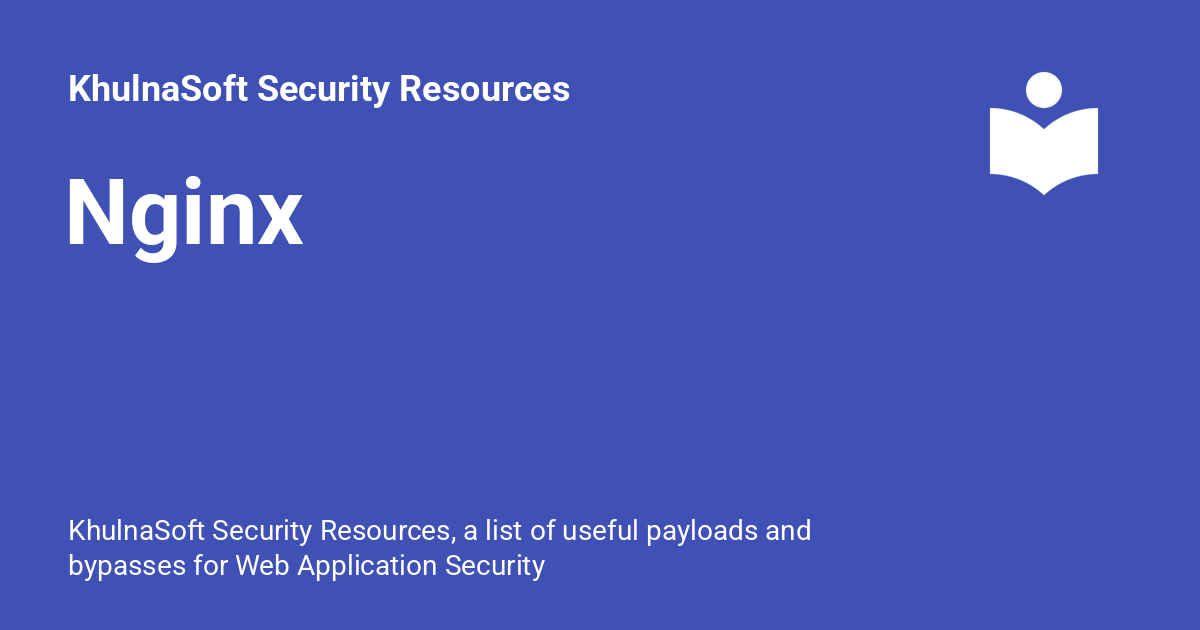 KhulnaSoft Security Resources
Nginx
KhulnaSoft Security Resources, a list of useful payloads and
bypasses for Web Application Security